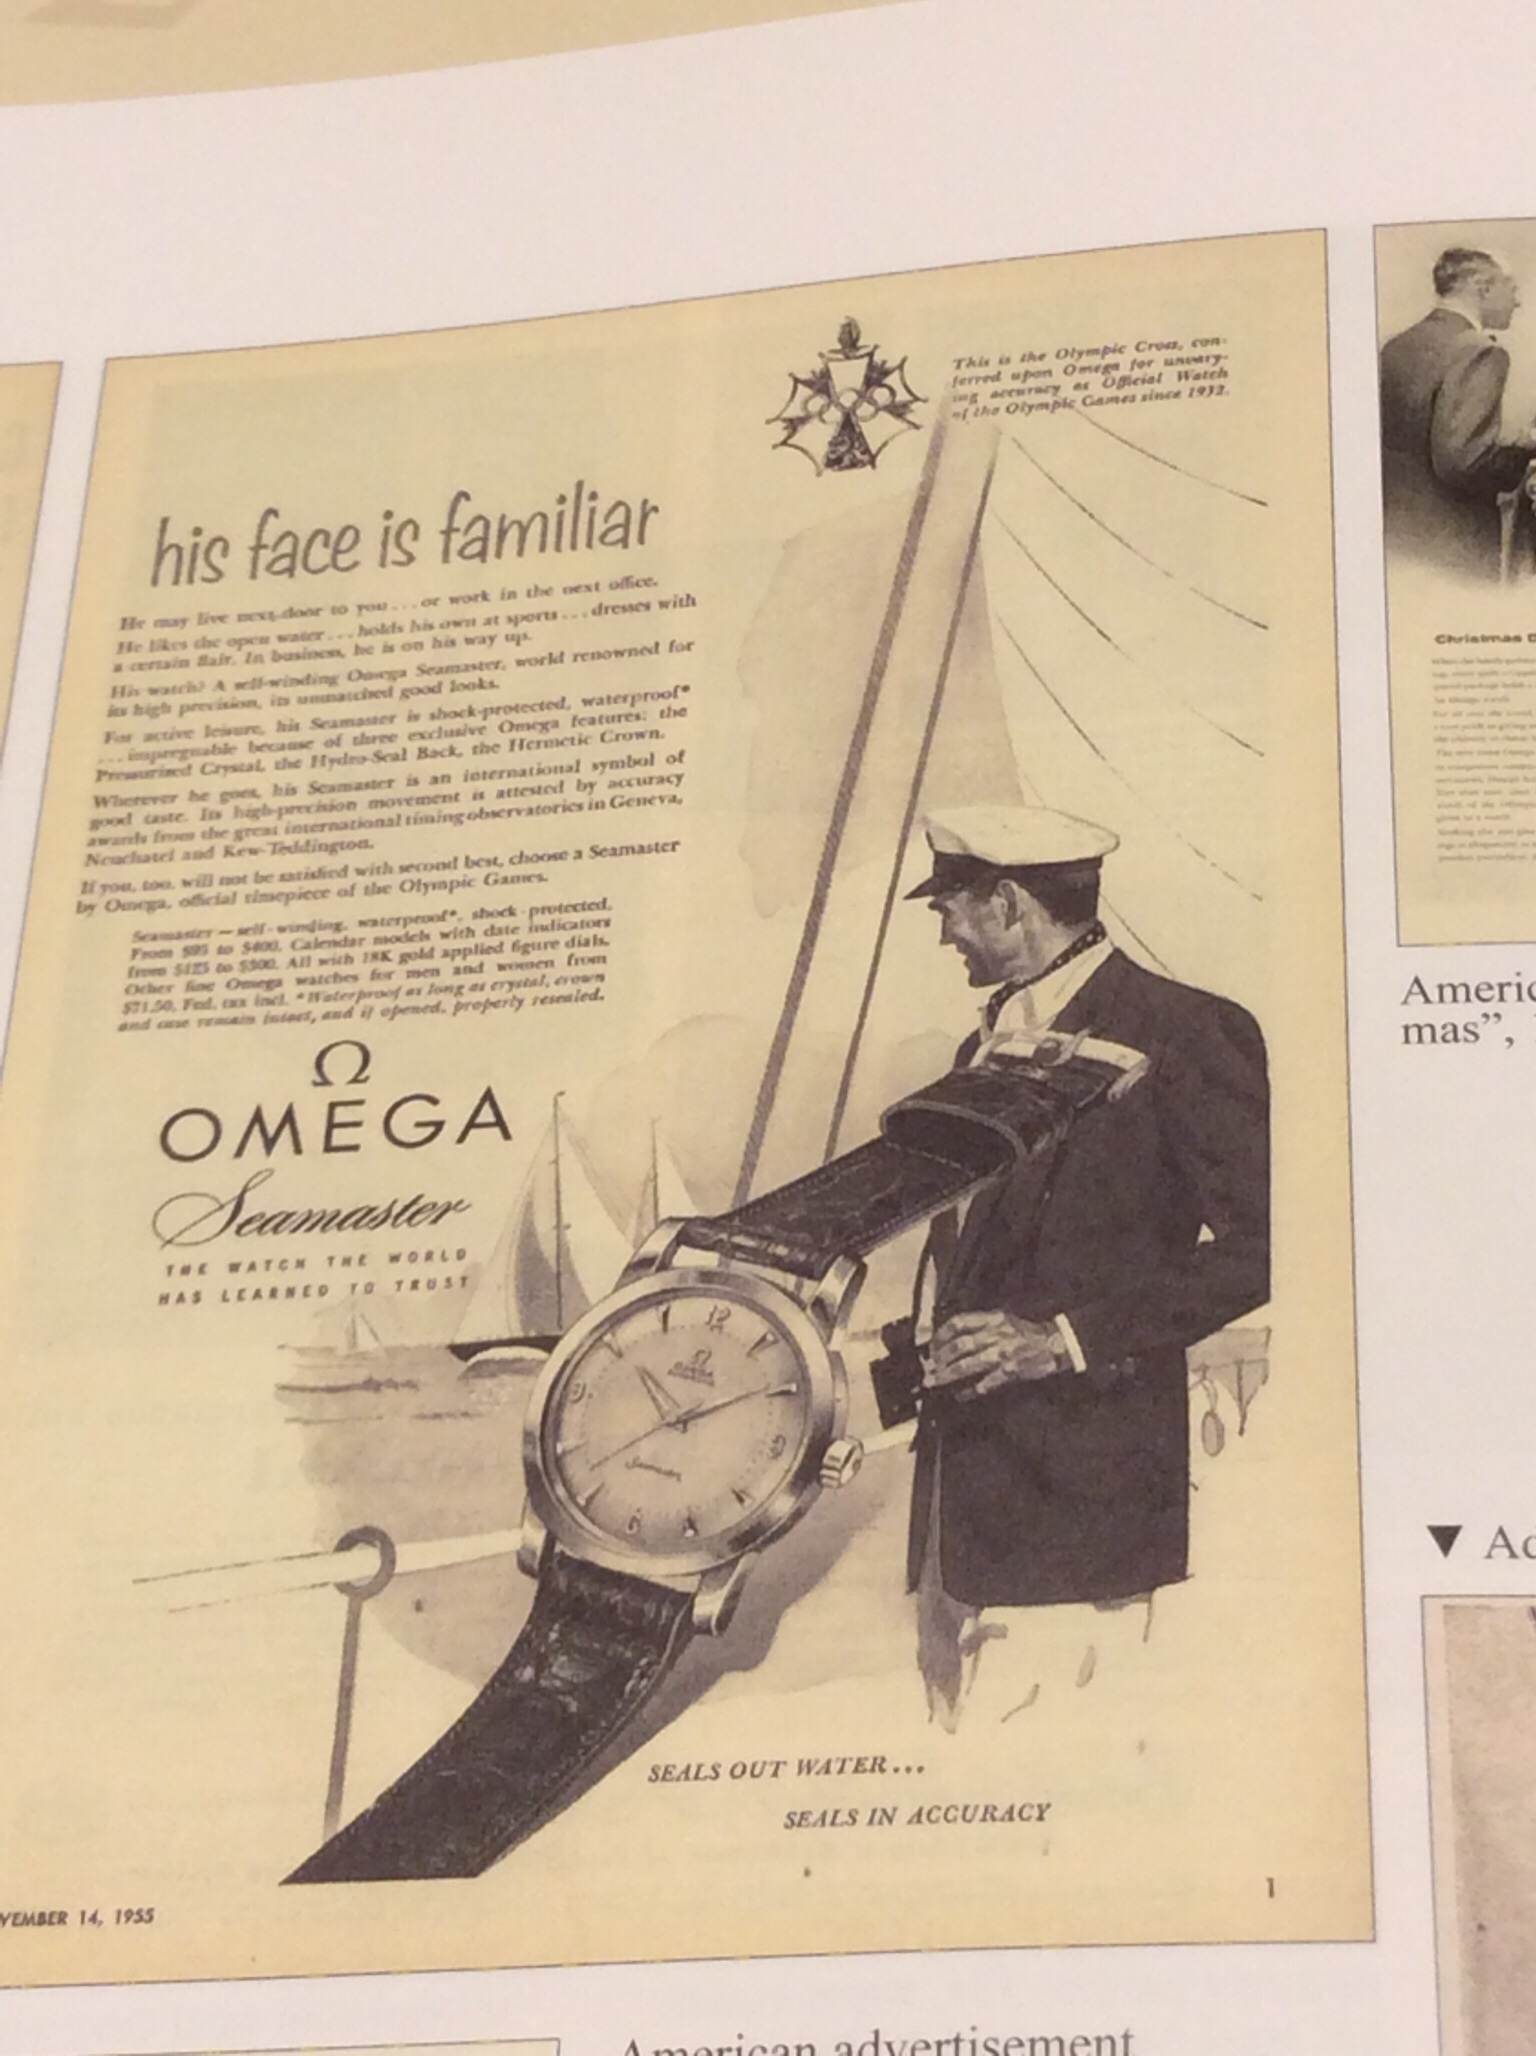 This is the Olympic Cross, con-
ferred upon Omega for unvary-
ing accuracy as Official Watch
of the Olympic Games since 1932.
his face is familiar
He may live next-door to you...or work in the next office.
He likes the open water...holds his own at sports...dresses with
a certain flair. In business, he is on his way up.
His watch? A self-winding Omega Seamaster, world renowned for
its high precision, its unmatched good looks.
For active leisure, his Seamaster is shock-protected, waterproof*
...impregnable because of three exclusive Omega features: the
Pressurized Crystal, the Hydro-Seal Back, the Hermetic Crown.
Wherever he goes, his Seamaster is an international symbol of
good taste. Its high-precision movement is attested by accuracy
awards from the great international timing observatories in Geneva,
Neuchatel and Kew-Teddington.
If you, too, will not be satisfied with second best, choose a Seamaster
by Omega, official timepiece of the Olympic Games.
Seamaster—self-winding, waterproof*, shock-protected.
From $95 to $400. Calendar models with date indicators
from $125 to $300. All with 18K gold applied figure dials.
Other fine Omega watches for men and women from
$71.50, Fed. tax incl. *Waterproof as long as crystal, crown
and case remain intact, and if opened, properly resealed.
Ω
OMEGA
Seamaster
THE WATCH THE WORLD
HAS LEARNED TO TRUST
12
Ω
OMEGA
9
Seamaster
6
SEALS OUT WATER...
SEALS IN ACCURACY
VEMBER 14, 1955
1
American advertisement
Christmas
Americ
mas”,
▼ Ad